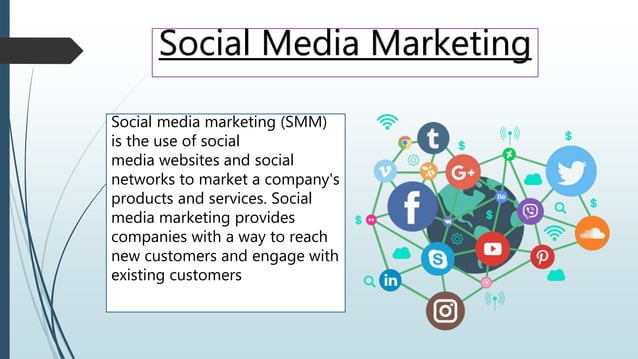 Social Media Marketing
Social media marketing (SMM)
is the use of social
media websites and social
networks to market a company's
products and services. Social
media marketing provides
companies with a way to reach
new customers and engage with
existing customers